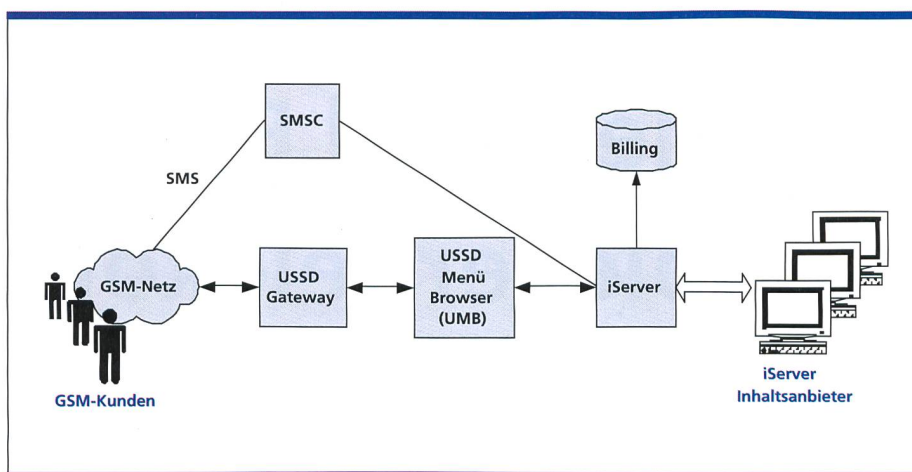 SMSC
Billing
SMS
GSM-Netz
USSD
Gateway
USSD
Menü
Browser
(UMB)
iServer
GSM-Kunden
iServer
Inhaltsanbieter